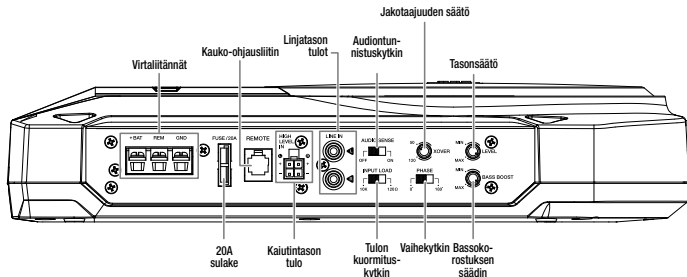 Jakotaajuuden säätö
Linjatason
tulot
Audiontun-
nistuskytkin
Kauko-ohjausliitin
Tasonsäätö
Virtaliitännät
+BAT REM GND
FUSE/20A
REMOTE
HIGH
LEVEL
IN
LINE IN
AUDIO SENSE
OFF ON
50
120
XOVER
MIN
MAX
LEVEL
INPUT LOAD
10K 120Ω
PHASE
0° 180°
MIN
MAX
BASS BOOST
20A
sulake
Kaiutintason
tulo
Tulon
kuormitus-
kytkin
Vaihekytkin
Bassoko-
rostuksen
säädin